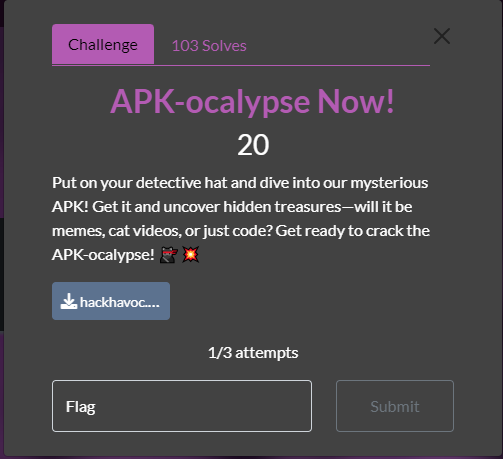 Challenge
103 Solves
APK-ocalypse Now!
20
Put on your detective hat and dive into our mysterious
APK! Get it and uncover hidden treasures—will it be
memes, cat videos, or just code? Get ready to crack the
APK-ocalypse! 🥷 💥
hackhavoc....
1/3 attempts
Flag
Submit